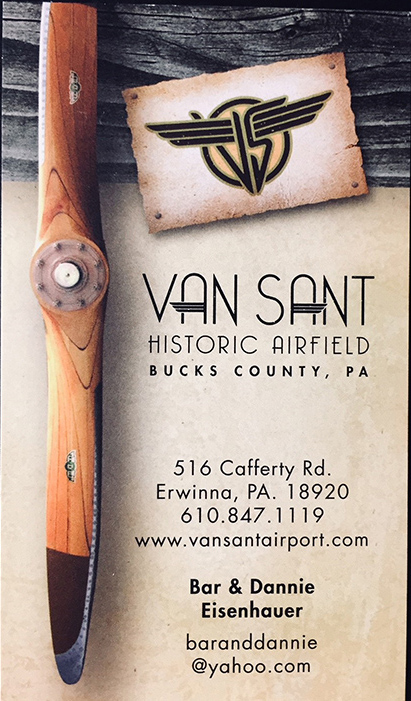 VS
VAN SANT
HISTORIC AIRFIELD
BUCKS COUNTY, PA
516 Cafferty Rd.
Erwinna, PA. 18920
610.847.1119
www.vansantairport.com
Bar & Dannie
Eisenhauer
baranddannie
@yahoo.com